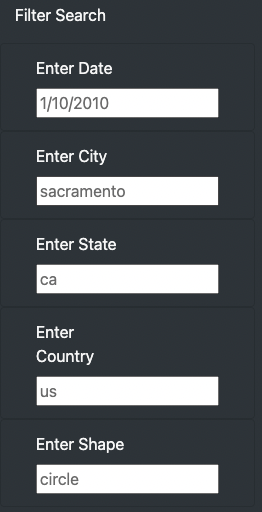 Filter Search
Enter Date
1/10/2010
Enter City
sacramento
Enter State
ca
Enter
Country
us
Enter Shape
circle